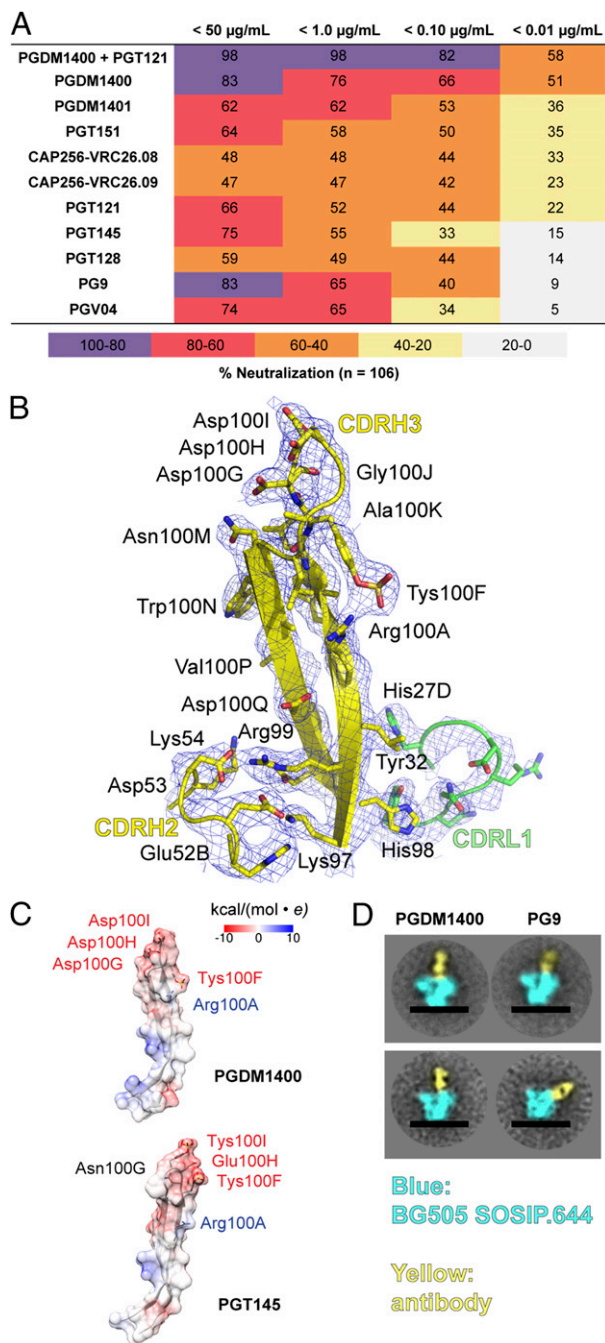 A
< 50 µg/mL < 1.0 µg/mL < 0.10 µg/mL < 0.01 µg/mL
PGDM1400 + PGT121 98 98 82 58
PGDM1400 83 76 66 51
PGDM1401 62 62 53 36
PGT151 64 58 50 35
CAP256-VRC26.08 48 48 44 33
CAP256-VRC26.09 47 47 42 23
PGT121 66 52 44 22
PGT145 75 55 33 15
PGT128 59 49 44 14
PG9 83 65 40 9
PGV04 74 65 34 5
100-80 80-60 60-40 40-20 20-0
% Neutralization (n = 106)
B
Asp100I CDRH3
Asp100H
Asp100G Gly100J
Ala100K
Asn100M
Tys100F
Trp100N
Arg100A
Val100P
His27D
Asp100Q
Lys54 Arg99
Tyr32
Asp53
CDRH2 CDRL1
His98
Glu52B Lys97
C
kcal/(mol • e)
-10 0 10
Asp100I
Asp100H
Asp100G
Tys100F
Arg100A
PGDM1400
Tys100I
Asn100G Glu100H
Tys100F
Arg100A
PGT145
D
PGDM1400 PG9
Blue:
BG505 SOSIP.644
Yellow:
antibody